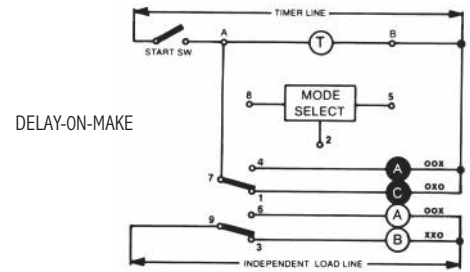 TIMER LINE
A
T
B
START SW
8
MODE
SELECT
5
2
DELAY-ON-MAKE
4
A
OOX
7
1
C
OXO
6
A
OOX
9
3
B
XXO
INDEPENDENT LOAD LINE